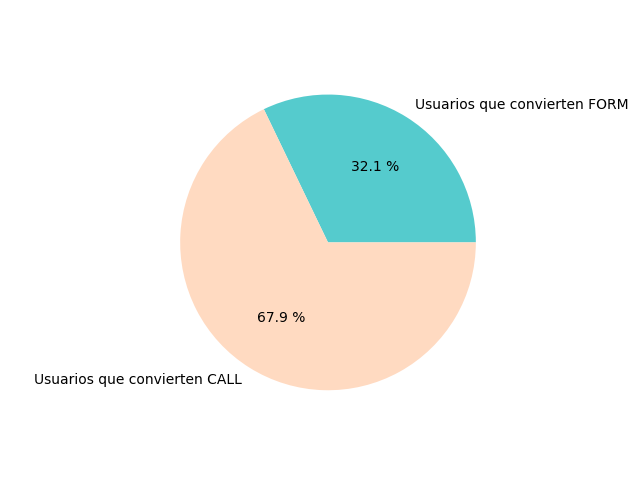 Usuarios que convierten FORM
32.1 %
67.9 %
Usuarios que convierten CALL